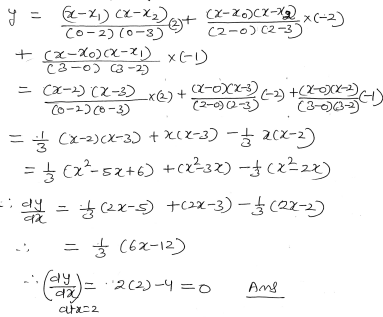 y = (x-x₁)(x-x₂)/(0-2)(0-3) (2) + (x-x₀)(x-x₂)/(2-0)(2-3) x(-2)
+ (x-x₀)(x-x₁)/(3-0)(3-2) x(-1)
= (x-2)(x-3)/(0-2)(0-3) x(2) + (x-0)(x-3)/(2-0)(2-3) (-2) + (x-0)(x-2)/(3-0)(3-2) (-1)
= 1/3 (x-2)(x-3) + x(x-3) - 1/3 x(x-2)
= 1/3 (x²-5x+6) + (x²-3x) - 1/3 (x²-2x)
∴ dy/dx = 1/3 (2x-5) + (2x-3) - 1/3 (2x-2)
∴ = 1/3 (6x-12)
∴ (dy/dx) = 2(2)-4 = 0 Ans
at x=2